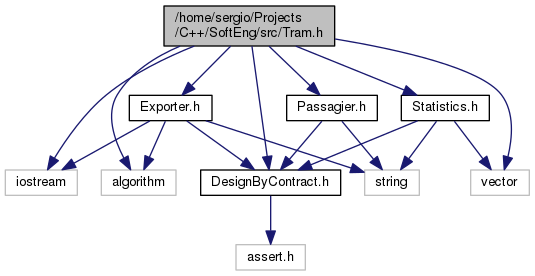 /home/sergio/Projects
/C++/SoftEng/src/Tram.h
Exporter.h
Passagier.h
Statistics.h
iostream
algorithm
DesignByContract.h
string
vector
assert.h